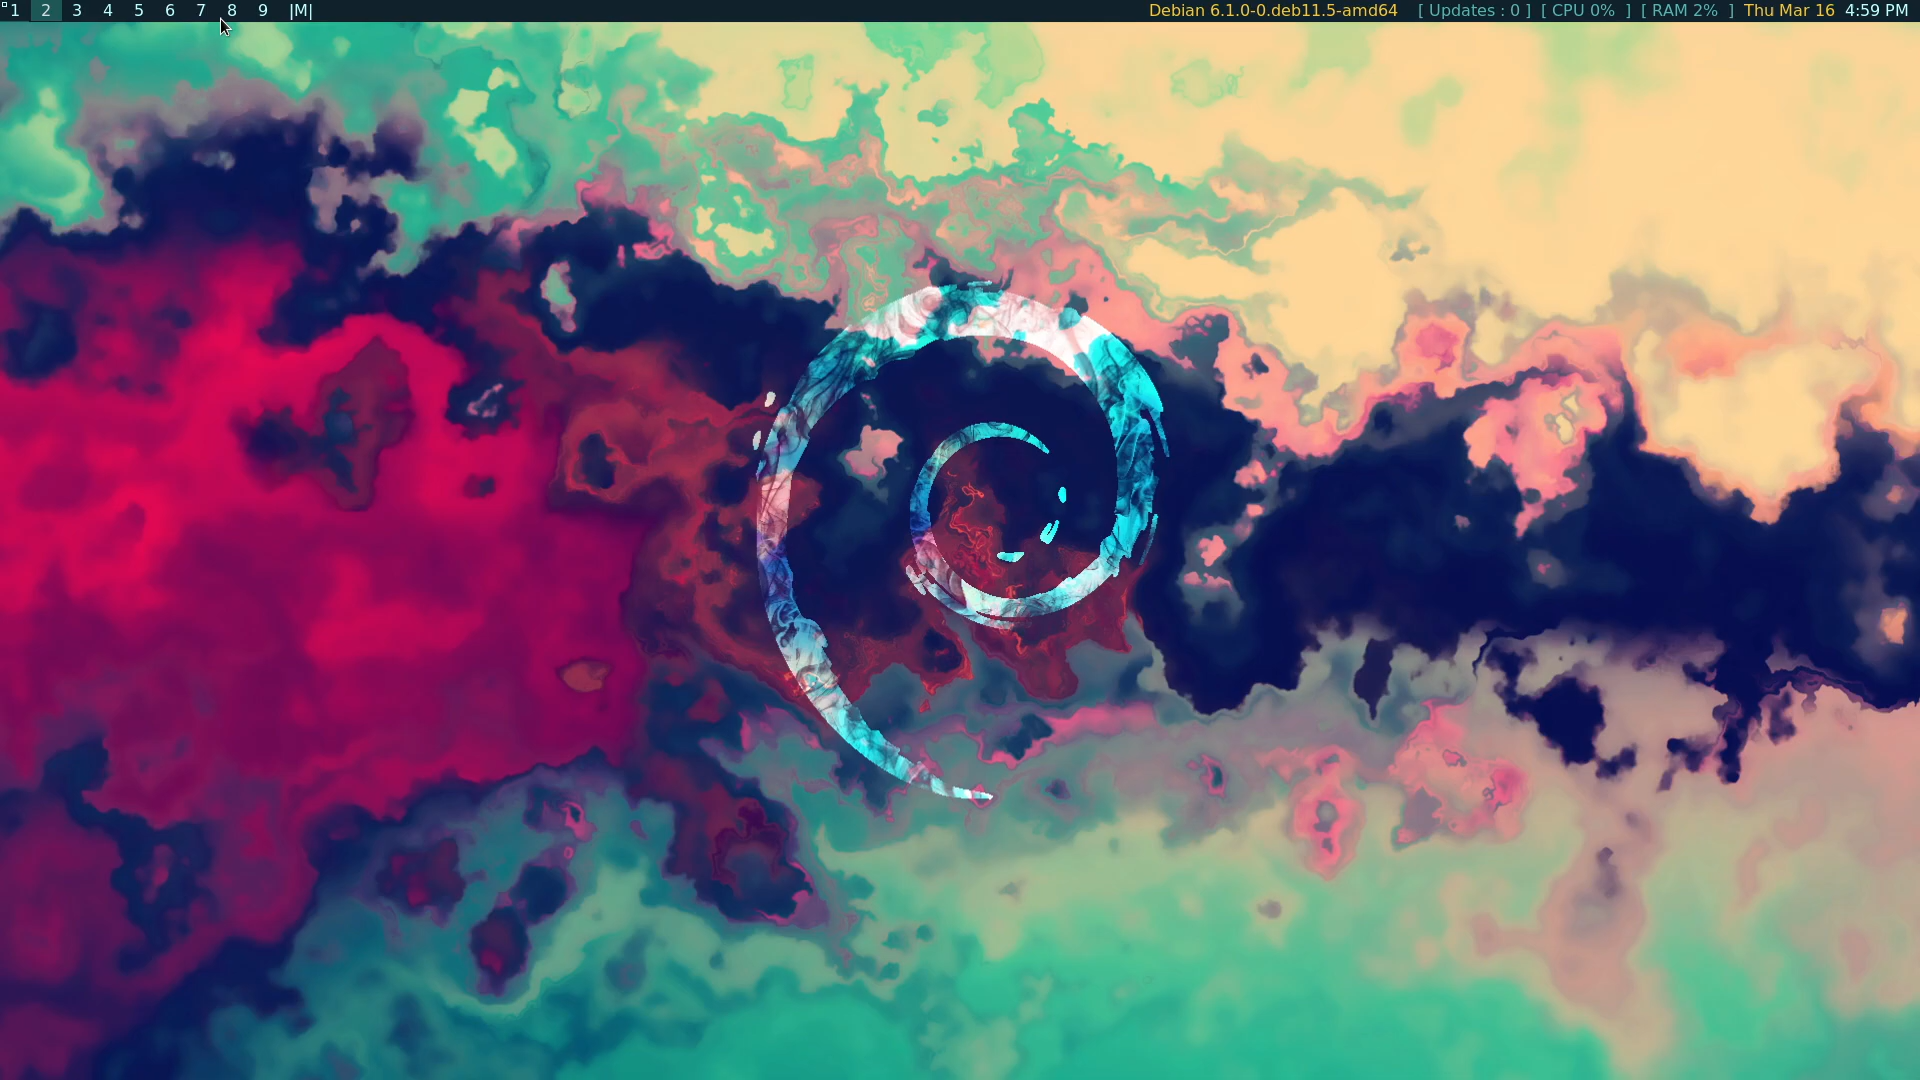 1 2 3 4 5 6 7 8 9 |M| Debian 6.1.0-0.deb11.5-amd64 [ Updates : 0 ] [ CPU 0% ] [ RAM 2% ] Thu Mar 16 4:59 PM